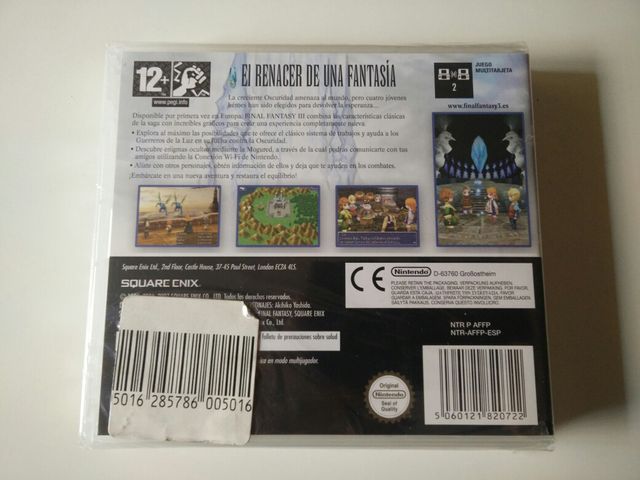 12+
www.pegi.info
EL RENACER DE UNA FANTASÍA
La creciente Oscuridad amenaza al mundo, pero cuatro jóvenes
héroes han sido elegidos para devolver la esperanza...
Disponible por primera vez en Europa, FINAL FANTASY III combina las características clásicas
de la saga con increíbles gráficos para crear una experiencia completamente nueva.
• Explora al máximo las posibilidades que te ofrece el clásico sistema de trabajos y ayuda a los
Guerreros de la Luz en su lucha contra la Oscuridad.
• Descubre enigmas ocultos mediante la Mogured, a través de la cual podrás comunicarte con tus
amigos utilizando la Conexión Wi-Fi de Nintendo.
• Alíate con otros personajes, obtén información de ellos y deja que te ayuden en los combates.
¡Embárcate en una nueva aventura y restaura el equilibrio!
2
JUEGO
MULTITARJETA
www.finalfantasy3.es
Square Enix Ltd., 2nd Floor, Castle House, 37-45 Paul Street, London EC2A 4LS.
SQUARE ENIX
Ltd. Todos los derechos reservados.
PERSONAJES: Akihiko Yoshida.
FINAL FANTASY, SQUARE ENIX
Co., Ltd.
folleto de precauciones sobre salud
en modo multijugador.
5016 285786 005016
CE
Nintendo
D-63760 Großostheim
PLEASE RETAIN THE PACKAGING. VERPACKUNG AUFHEBEN.
CONSERVER L'EMBALLAGE. BEWAAR DEZE VERPAKKING. POR FAVOR,
GUARDAR ESTA CAJA.
GUARDAR A EMBALAGEM. SPARA FÖRPACKNINGEN. GEM EMBALLAGEN
SÄILYTÄ PAKKAUS. CONSERVARE QUESTO INVOLUCRO
NTR P AFFP
NTR-AFFP-ESP
Original
Nintendo
Seal of
Quality
5 060121 820722